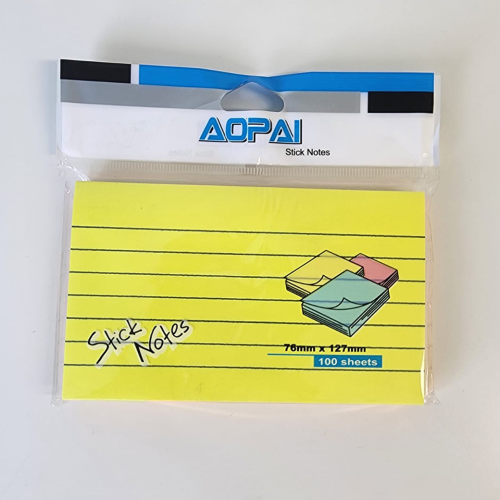 AOPAI
Stick Notes
Stick
Notes
76mm x 127mm
100 sheets